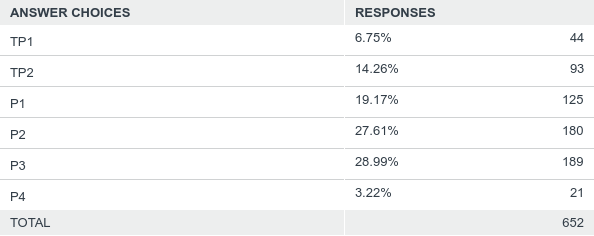 ANSWER CHOICES RESPONSES
TP1 6.75% 44
TP2 14.26% 93
P1 19.17% 125
P2 27.61% 180
P3 28.99% 189
P4 3.22% 21
TOTAL 652